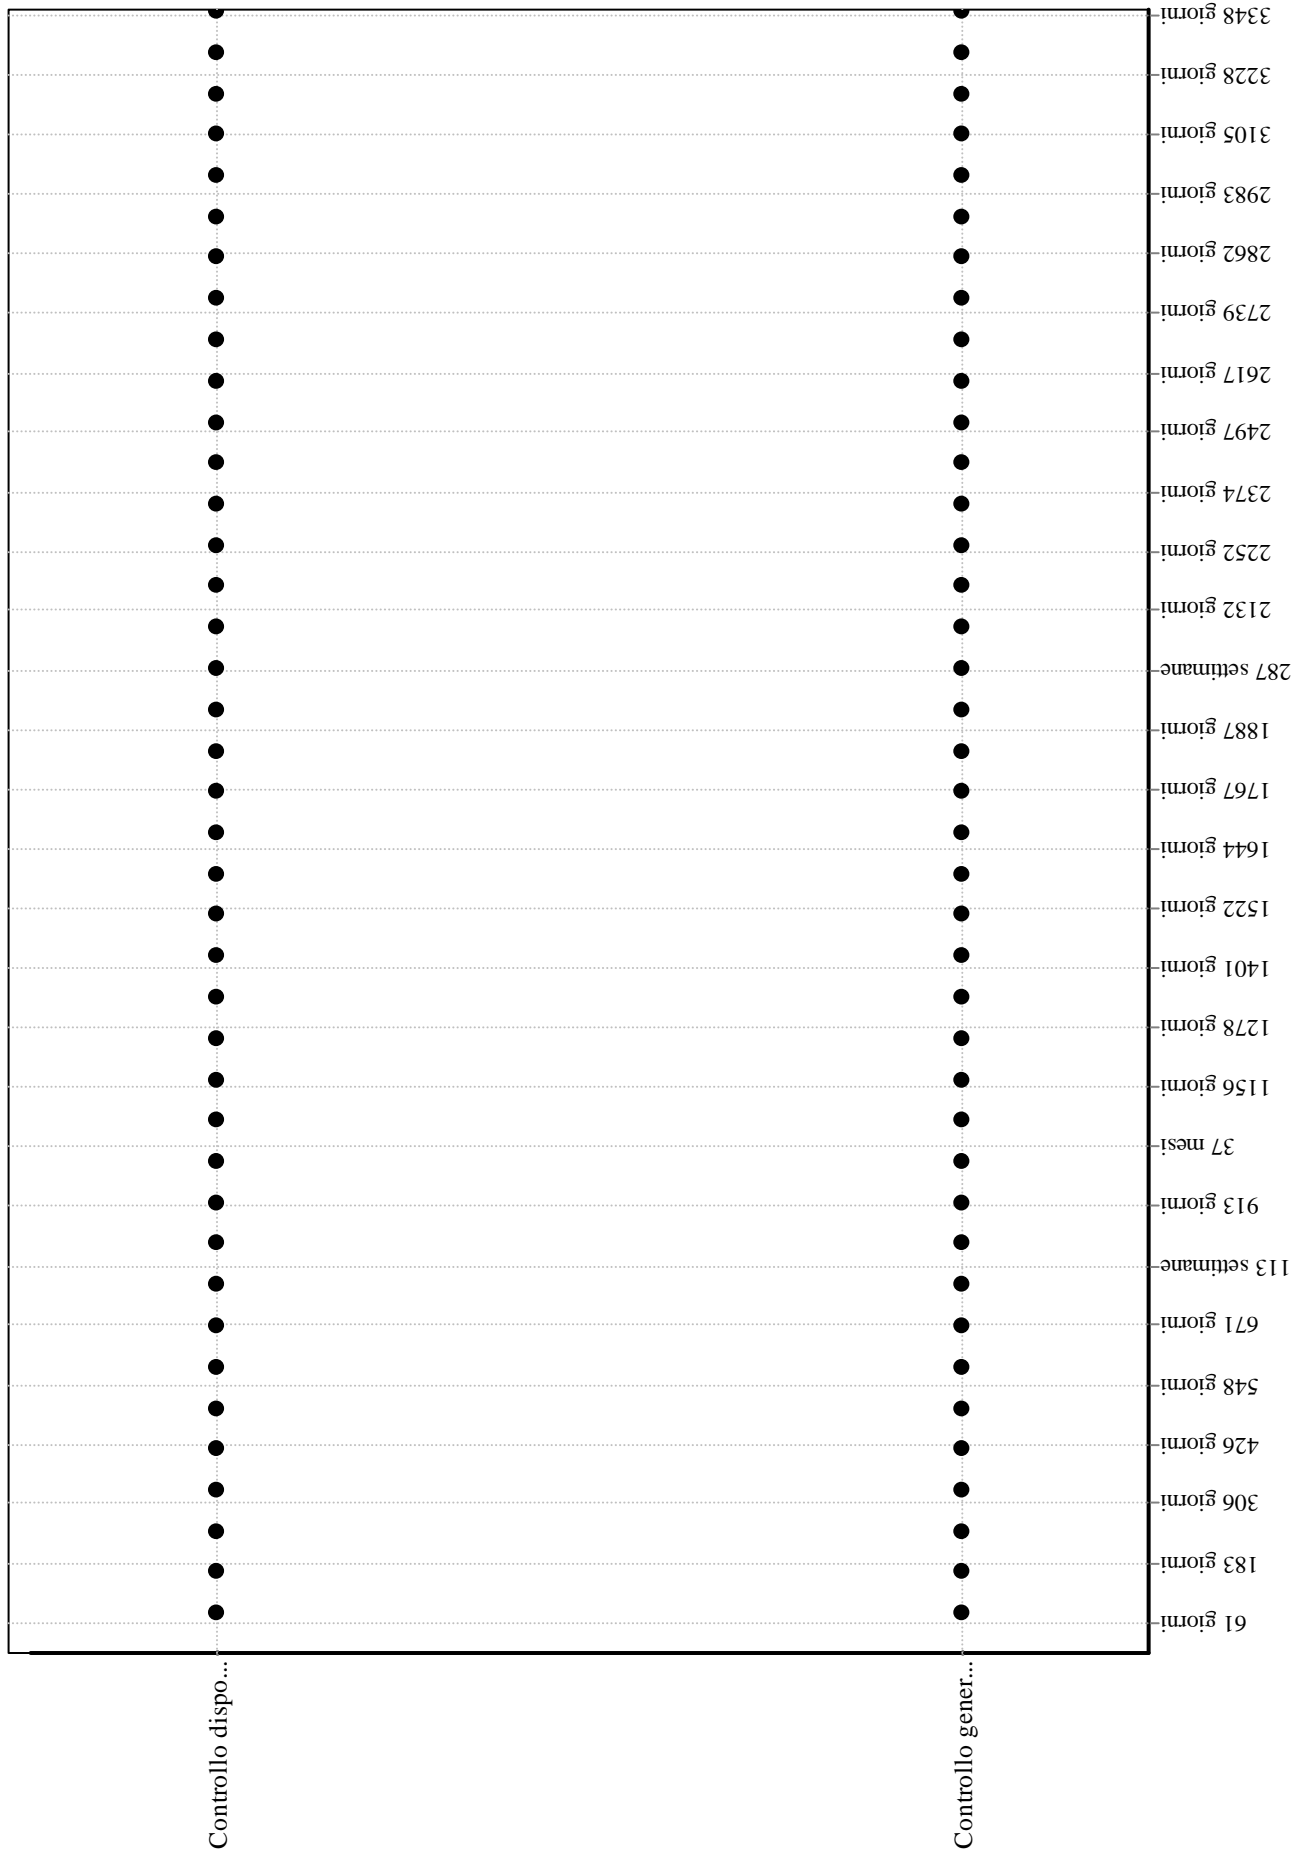 3348 giorni
3228 giorni
3105 giorni
2983 giorni
2862 giorni
2739 giorni
2617 giorni
2497 giorni
2374 giorni
2252 giorni
2132 giorni
287 settimane
1887 giorni
1767 giorni
1644 giorni
1522 giorni
1401 giorni
1278 giorni
1156 giorni
37 mesi
913 giorni
113 settimane
671 giorni
548 giorni
426 giorni
306 giorni
183 giorni
61 giorni
Controllo dispo...
Controllo gener...